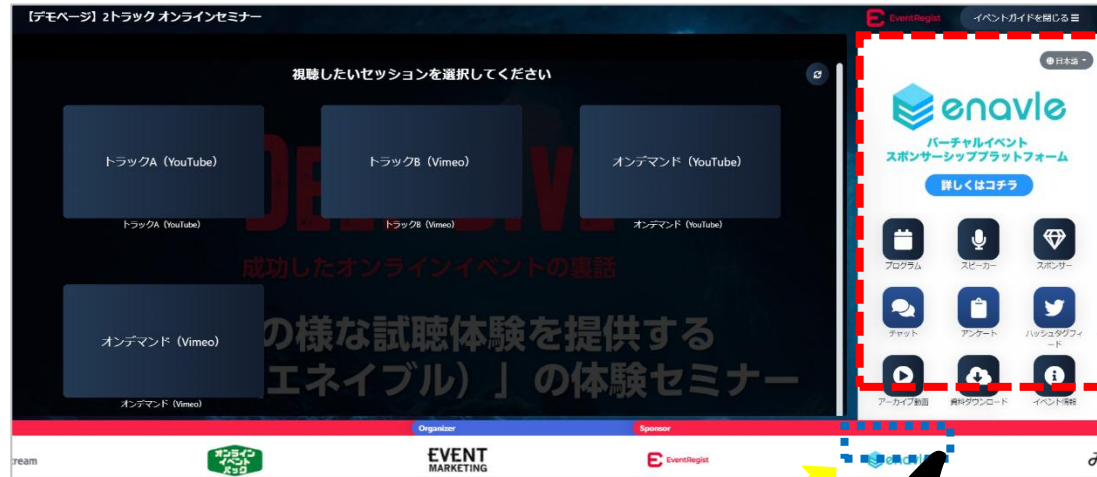 【デモページ】2トラック オンラインセミナー
EventRegist
イベントガイドを閉じる
視聴したいセッションを選択してください
日本語
enavle
バーチャルイベント
スポンサーシッププラットフォーム
詳しくはコチラ
トラックA（YouTube）
トラックB（Vimeo）
オンデマンド（YouTube）
トラックA（YouTube）
トラックB（Vimeo）
オンデマンド（YouTube）
成功したオンラインイベントの裏話
プログラム
スピーカー
スポンサー
オンデマンド（Vimeo）
の様な試聴体験を提供する
エネイブル）」の体験セミナー
チャット
アンケート
ハッシュタグフィ
ード
オンデマンド（Vimeo）
アーカイブ動画
資料ダウンロード
イベント情報
Organizer
Sponsor
ream
オンライン
イベント
パック
EVENT
MARKETING
EventRegist